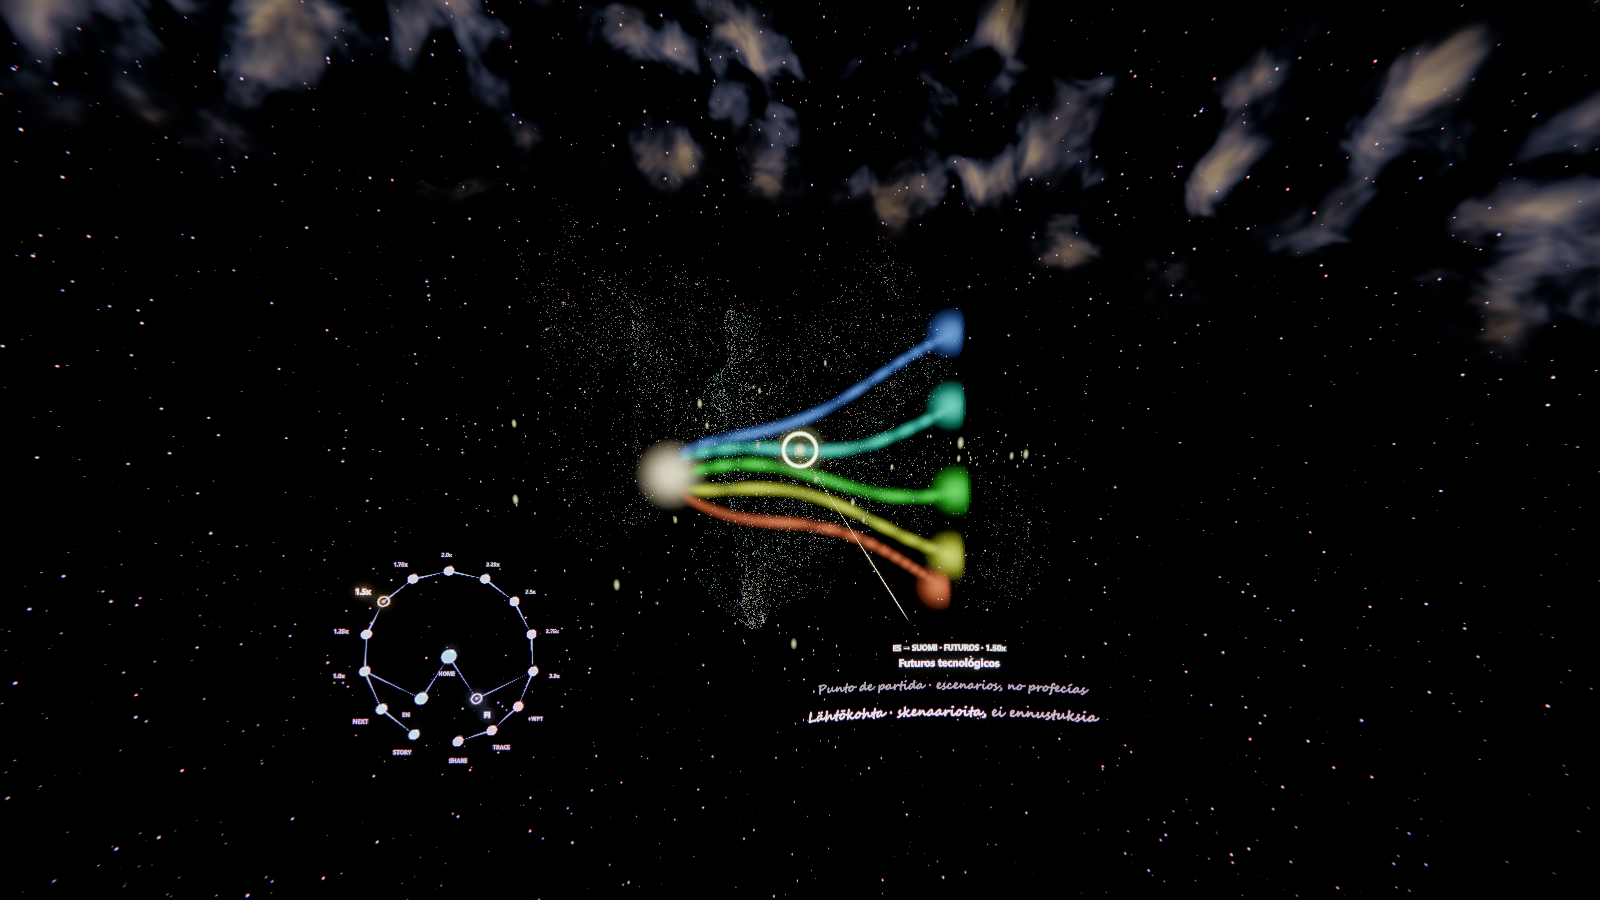 2.0x
1.75x
2.25x
1.5x
2.5x
1.25x
2.75x
1.0x
HOME
3.0x
EN
FI
NEXT
+WPT
STORY
TRACE
SHARE
ES → SUOMI · FUTUROS · 1.50x
Futuros tecnológicos
Punto de partida · escenarios, no profecías
Lähtökohta · skenaarioita, ei ennustuksia